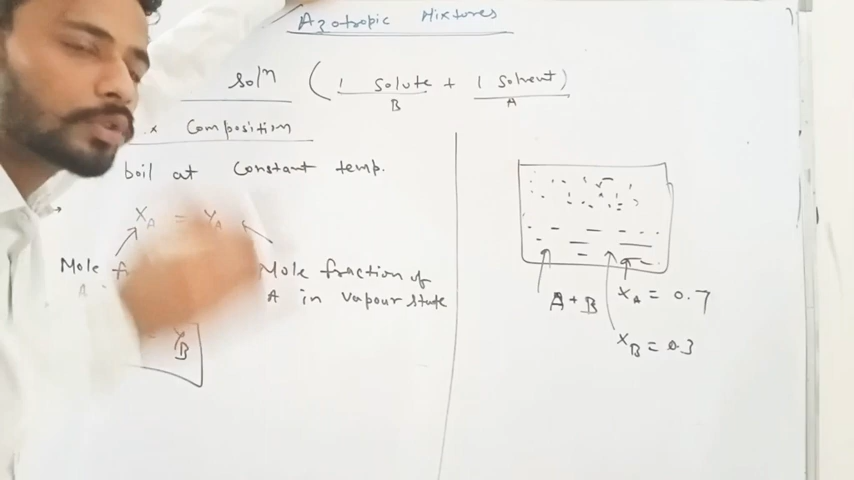 Azotropic Mixtures
solⁿ ( 1 Solute + 1 Solvent )
B A
x Composition
boil at Constant temp.
X_A = Y_A
Mole
Mole fraction of
A in vapour state
Y_B
A + B
X_A = 0.7
X_B = 0.3